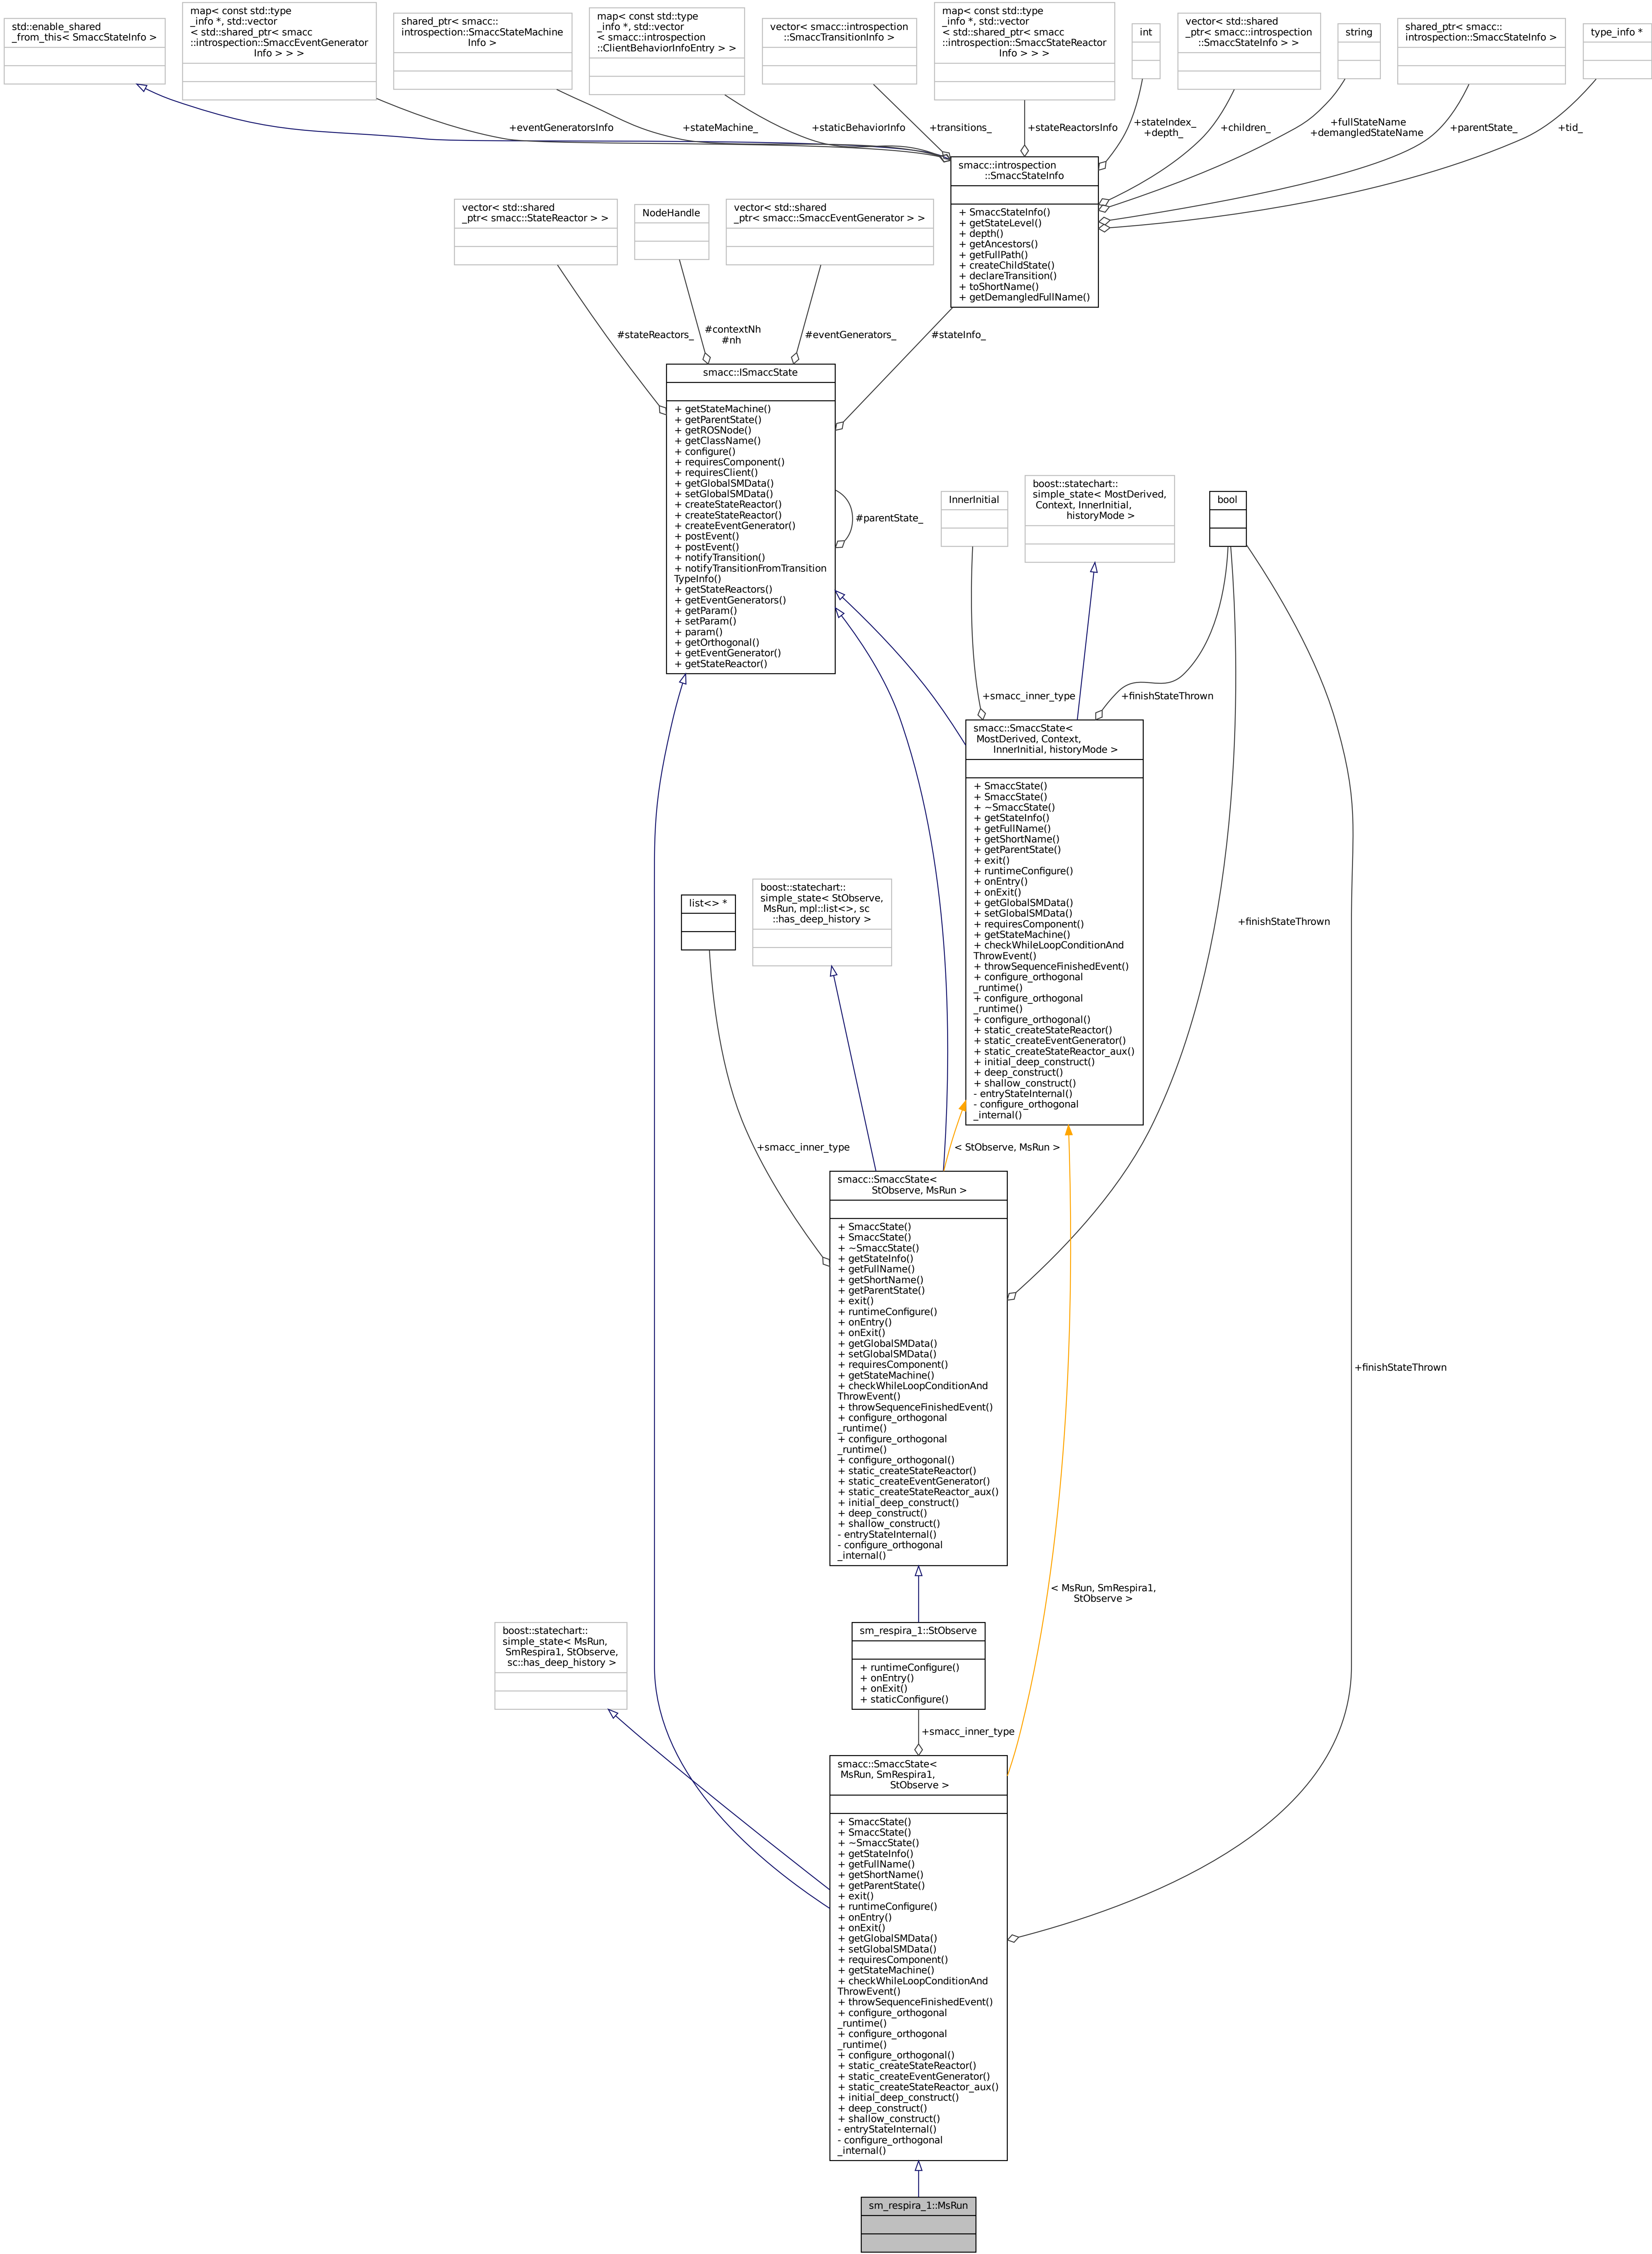 std::enable_shared
_from_this< SmaccStateInfo >
map< const std::type
_info *, std::vector
< std::shared_ptr< smacc
::introspection::SmaccEventGenerator
Info > > >
shared_ptr< smacc::
introspection::SmaccStateMachine
Info >
map< const std::type
_info *, std::vector
< smacc::introspection
::ClientBehaviorInfoEntry > >
vector< smacc::introspection
::SmaccTransitionInfo >
map< const std::type
_info *, std::vector
< std::shared_ptr< smacc
::introspection::SmaccStateReactor
Info > > >
int
vector< std::shared
_ptr< smacc::introspection
::SmaccStateInfo > >
string
shared_ptr< smacc::
introspection::SmaccStateInfo >
type_info *
+eventGeneratorsInfo
+stateMachine_
+staticBehaviorInfo
+transitions_
+stateReactorsInfo
+stateIndex_
+depth_
+children_
+fullStateName
+demangledStateName
+parentState_
+tid_
smacc::introspection
::SmaccStateInfo
+ SmaccStateInfo()
+ getStateLevel()
+ depth()
+ getAncestors()
+ getFullPath()
+ createChildState()
+ declareTransition()
+ toShortName()
+ getDemangledFullName()
vector< std::shared
_ptr< smacc::StateReactor > >
NodeHandle
vector< std::shared
_ptr< smacc::SmaccEventGenerator > >
#stateReactors_
#contextNh
#nh
#eventGenerators_
#stateInfo_
smacc::ISmaccState
+ getStateMachine()
+ getParentState()
+ getROSNode()
+ getClassName()
+ configure()
+ requiresComponent()
+ requiresClient()
+ getGlobalSMData()
+ setGlobalSMData()
+ createStateReactor()
+ createStateReactor()
+ createEventGenerator()
+ postEvent()
+ postEvent()
+ notifyTransition()
+ notifyTransitionFromTransition
TypeInfo()
+ getStateReactors()
+ getEventGenerators()
+ getParam()
+ setParam()
+ param()
+ getOrthogonal()
+ getEventGenerator()
+ getStateReactor()
#parentState_
InnerInitial
boost::statechart::
simple_state< MostDerived,
Context, InnerInitial,
historyMode >
bool
+smacc_inner_type
+finishStateThrown
smacc::SmaccState<
MostDerived, Context,
InnerInitial, historyMode >
+ SmaccState()
+ SmaccState()
+ ~SmaccState()
+ getStateInfo()
+ getFullName()
+ getShortName()
+ getParentState()
+ exit()
+ runtimeConfigure()
+ onEntry()
+ onExit()
+ getGlobalSMData()
+ setGlobalSMData()
+ requiresComponent()
+ getStateMachine()
+ checkWhileLoopConditionAnd
ThrowEvent()
+ throwSequenceFinishedEvent()
+ configure_orthogonal
_runtime()
+ configure_orthogonal
_runtime()
+ configure_orthogonal()
+ static_createStateReactor()
+ static_createEventGenerator()
+ static_createStateReactor_aux()
+ initial_deep_construct()
+ deep_construct()
+ shallow_construct()
- entryStateInternal()
- configure_orthogonal
_internal()
list<> *
boost::statechart::
simple_state< StObserve,
MsRun, mpl::list<>, sc
::has_deep_history >
+finishStateThrown
+smacc_inner_type
< StObserve, MsRun >
smacc::SmaccState<
StObserve, MsRun >
+ SmaccState()
+ SmaccState()
+ ~SmaccState()
+ getStateInfo()
+ getFullName()
+ getShortName()
+ getParentState()
+ exit()
+ runtimeConfigure()
+ onEntry()
+ onExit()
+ getGlobalSMData()
+ setGlobalSMData()
+ requiresComponent()
+ getStateMachine()
+ checkWhileLoopConditionAnd
ThrowEvent()
+ throwSequenceFinishedEvent()
+ configure_orthogonal
_runtime()
+ configure_orthogonal
_runtime()
+ configure_orthogonal()
+ static_createStateReactor()
+ static_createEventGenerator()
+ static_createStateReactor_aux()
+ initial_deep_construct()
+ deep_construct()
+ shallow_construct()
- entryStateInternal()
- configure_orthogonal
_internal()
+finishStateThrown
< MsRun, SmRespira1,
StObserve >
boost::statechart::
simple_state< MsRun,
SmRespira1, StObserve,
sc::has_deep_history >
sm_respira_1::StObserve
+ runtimeConfigure()
+ onEntry()
+ onExit()
+ staticConfigure()
+smacc_inner_type
smacc::SmaccState<
MsRun, SmRespira1,
StObserve >
+ SmaccState()
+ SmaccState()
+ ~SmaccState()
+ getStateInfo()
+ getFullName()
+ getShortName()
+ getParentState()
+ exit()
+ runtimeConfigure()
+ onEntry()
+ onExit()
+ getGlobalSMData()
+ setGlobalSMData()
+ requiresComponent()
+ getStateMachine()
+ checkWhileLoopConditionAnd
ThrowEvent()
+ throwSequenceFinishedEvent()
+ configure_orthogonal
_runtime()
+ configure_orthogonal
_runtime()
+ configure_orthogonal()
+ static_createStateReactor()
+ static_createEventGenerator()
+ static_createStateReactor_aux()
+ initial_deep_construct()
+ deep_construct()
+ shallow_construct()
- entryStateInternal()
- configure_orthogonal
_internal()
sm_respira_1::MsRun